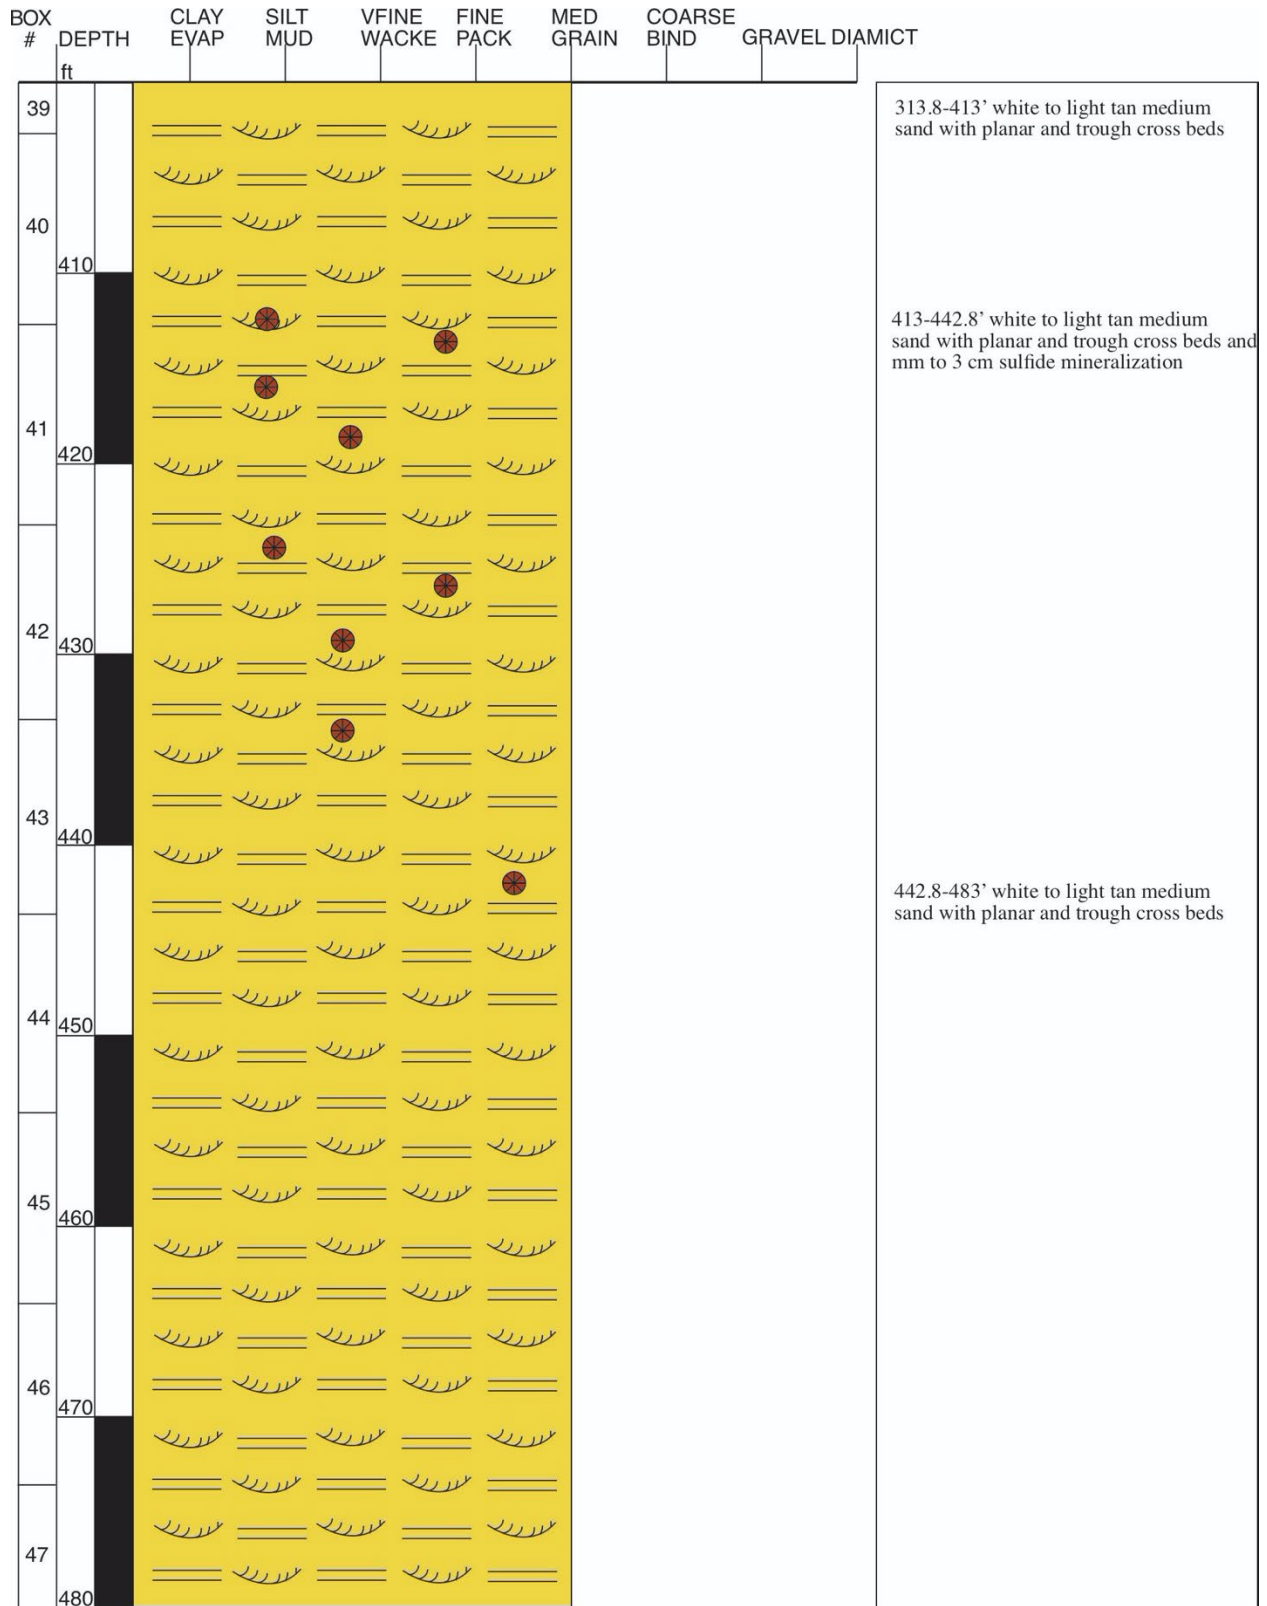 BOX CLAY SILT VFINE FINE MED COARSE
# DEPTH EVAP MUD WACKE PACK GRAIN BIND GRAVEL DIAMICT
ft
39
313.8-413’ white to light tan medium
sand with planar and trough cross beds
40
410
413-442.8’ white to light tan medium
sand with planar and trough cross beds and
mm to 3 cm sulfide mineralization
41
420
42
430
43
440
442.8-483’ white to light tan medium
sand with planar and trough cross beds
44
450
45
460
46
470
47
480